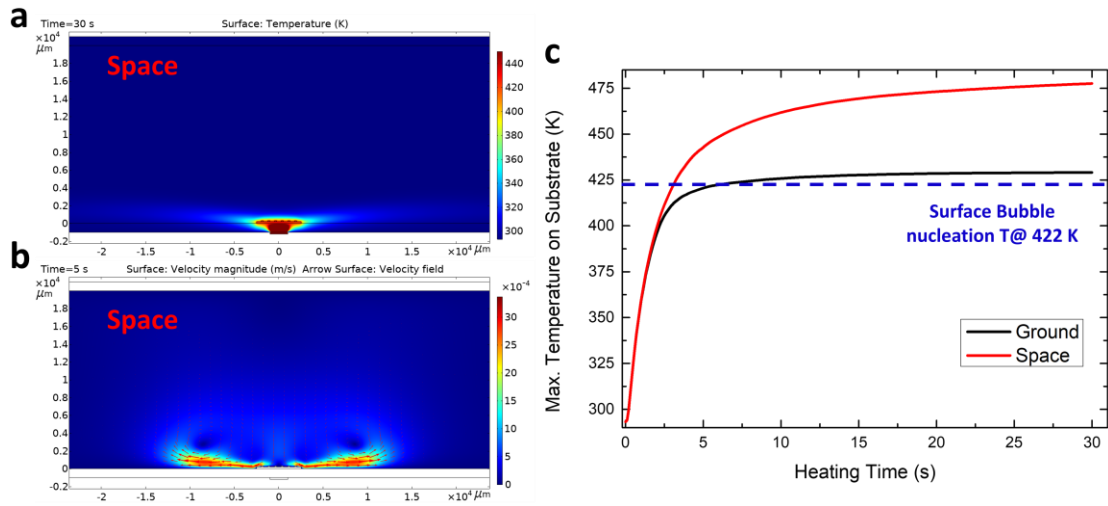 a
Time=30 s Surface: Temperature (K)
×10⁴
μm
1.8
1.6
1.4
1.2
1
0.8
0.6
0.4
0.2
0
-0.2
Space
440
420
400
380
360
340
320
300
-2 -1.5 -1 -0.5 0 0.5 1 1.5 2 ×10⁴ μm
b
Time=5 s Surface: Velocity magnitude (m/s) Arrow Surface: Velocity field
×10⁴
μm
1.8
1.6
1.4
1.2
1
0.8
0.6
0.4
0.2
0
-0.2
Space
×10⁻⁴
30
25
20
15
10
5
0
-2 -1.5 -1 -0.5 0 0.5 1 1.5 2 ×10⁴ μm
c
Max. Temperature on Substrate (K)
475
450
425
400
375
350
325
300
Surface Bubble
nucleation T@ 422 K
Ground
Space
0 5 10 15 20 25 30
Heating Time (s)